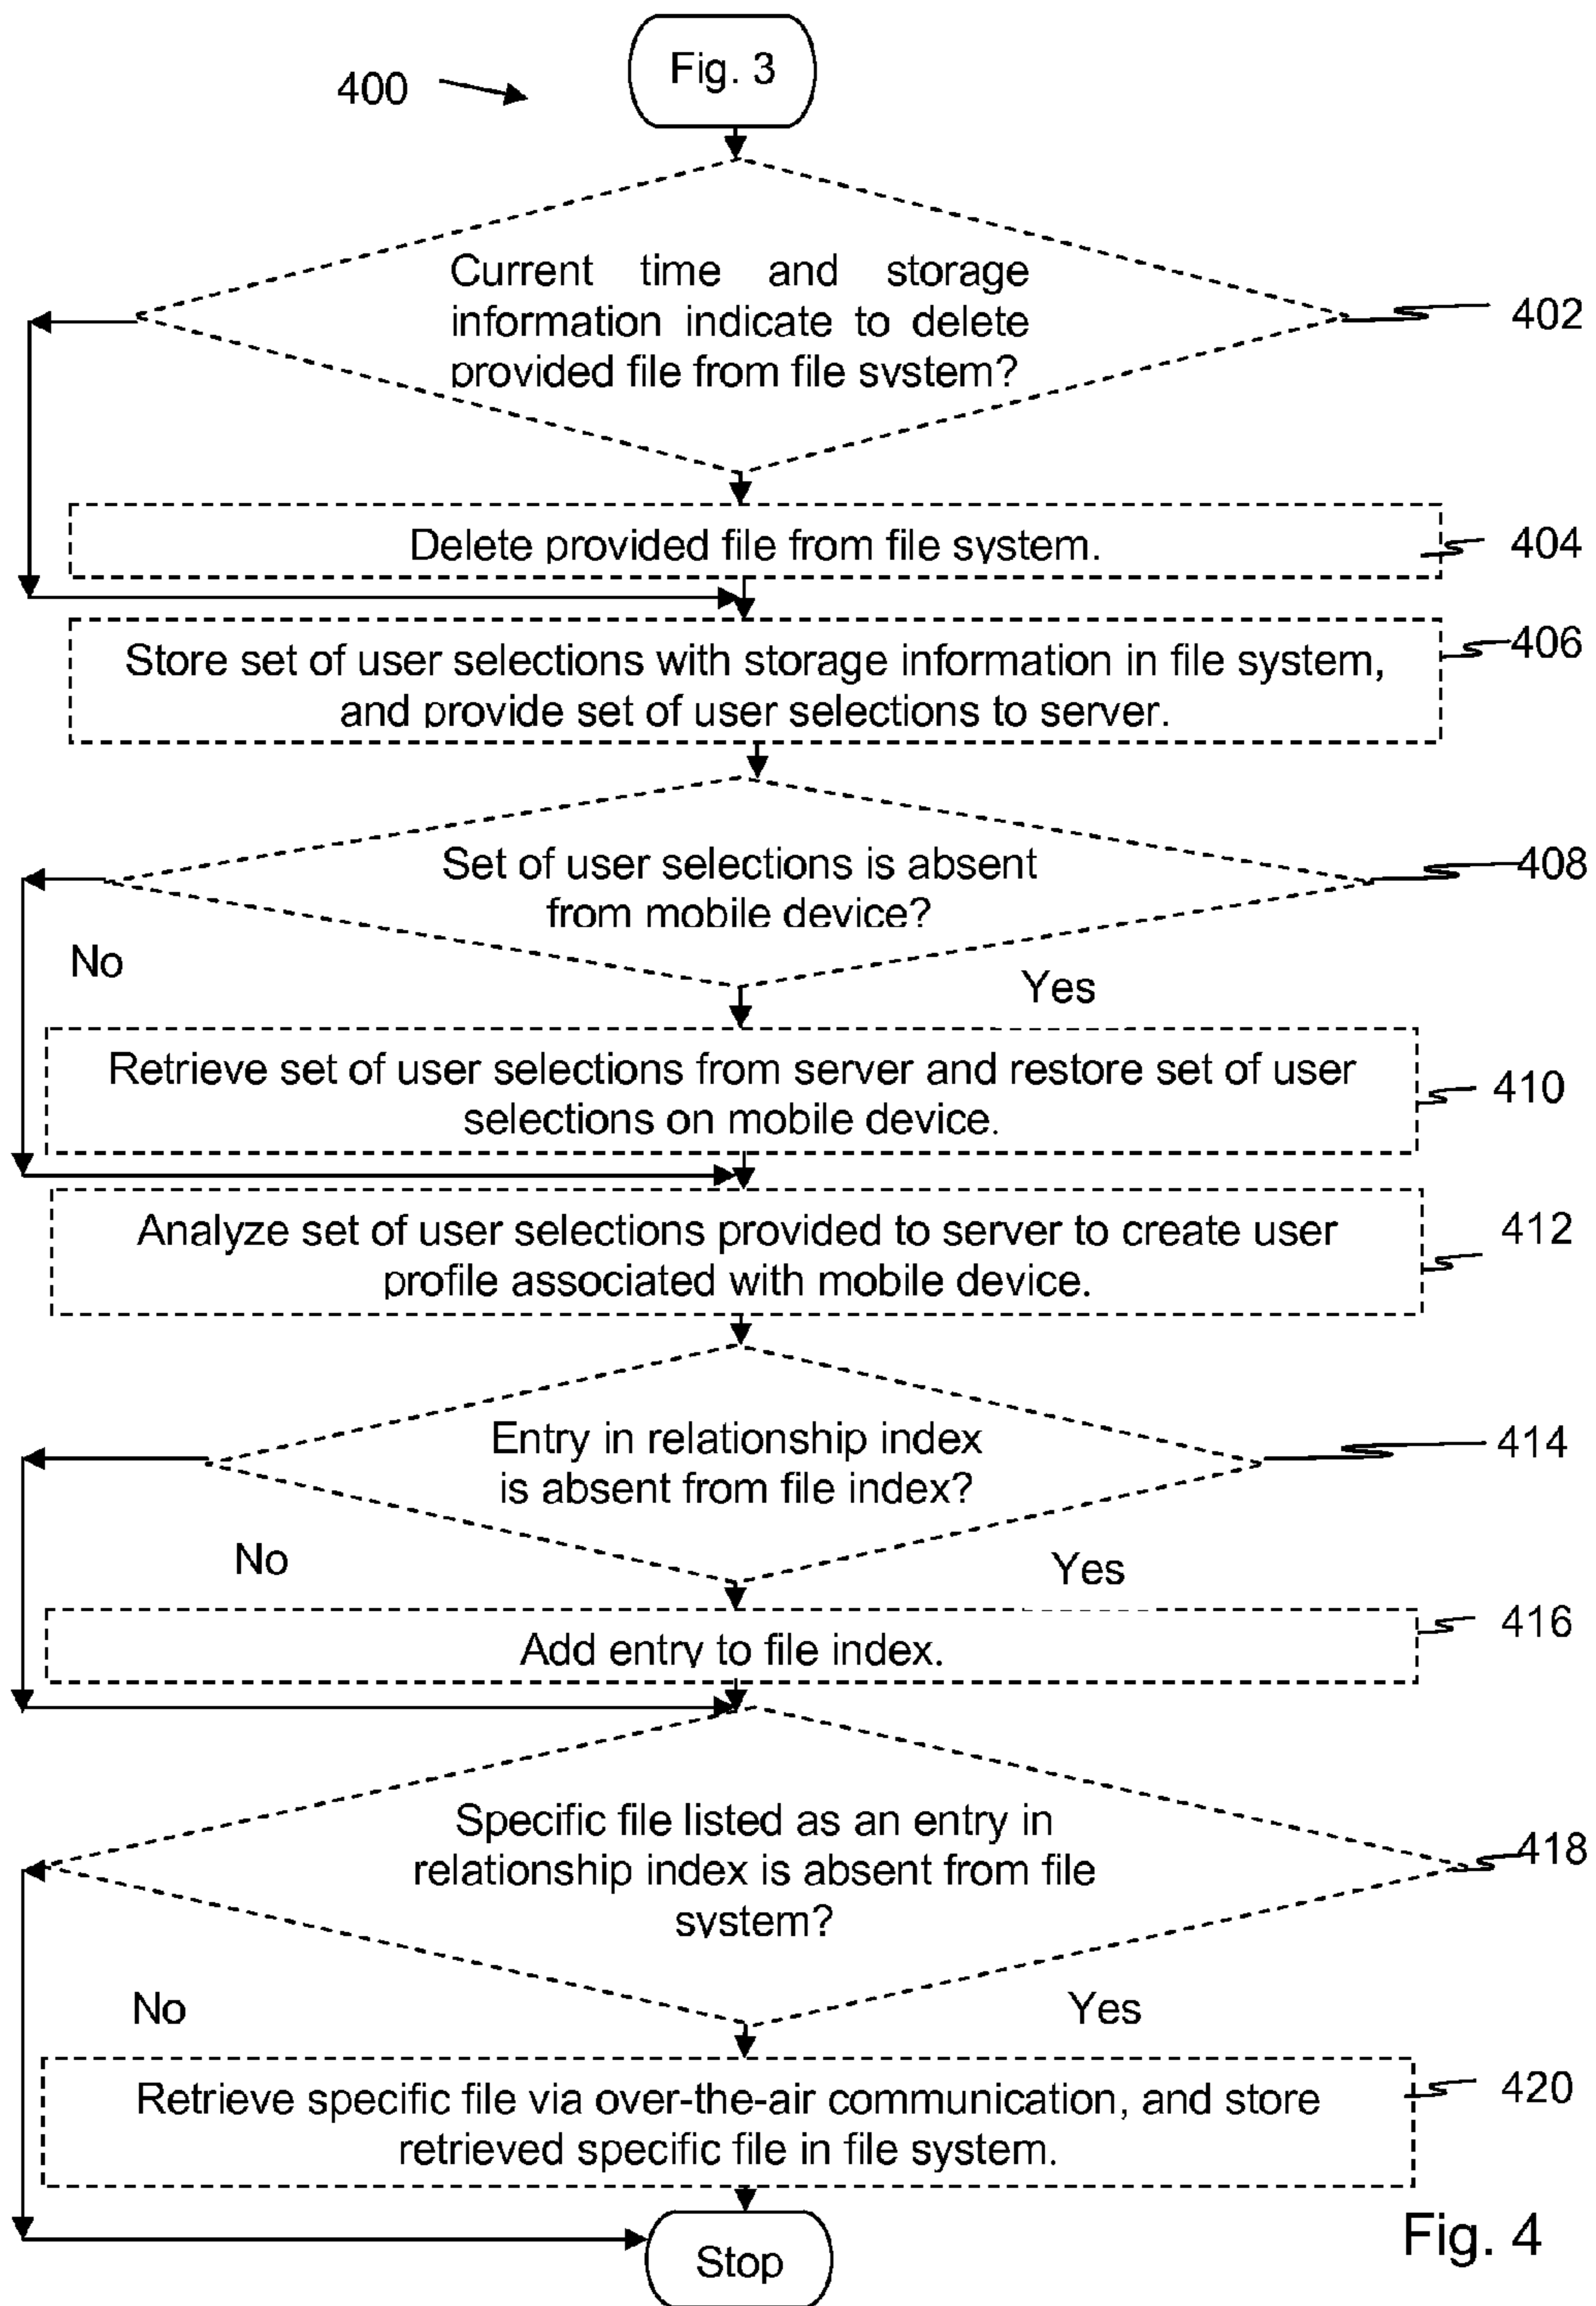 Fig. 3
400
Current time and storage
information indicate to delete
provided file from file system?
402
Delete provided file from file system.
404
Store set of user selections with storage information in file system,
and provide set of user selections to server.
406
Set of user selections is absent
from mobile device?
408
No
Yes
Retrieve set of user selections from server and restore set of user
selections on mobile device.
410
Analyze set of user selections provided to server to create user
profile associated with mobile device.
412
Entry in relationship index
is absent from file index?
414
No
Yes
Add entry to file index.
416
Specific file listed as an entry in
relationship index is absent from file
system?
418
No
Yes
Retrieve specific file via over-the-air communication, and store
retrieved specific file in file system.
420
Stop
Fig. 4